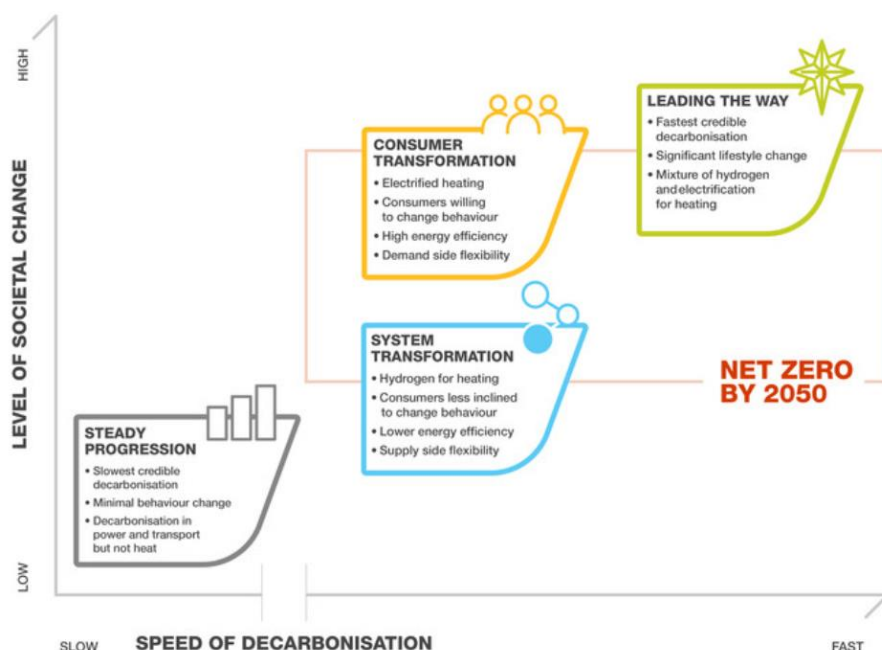 HIGH
LEVEL OF SOCIETAL CHANGE
LOW
CONSUMER
TRANSFORMATION
• Electrified heating
• Consumers willing
to change behaviour
• High energy efficiency
• Demand side flexibility
LEADING THE WAY
• Fastest credible
decarbonisation
• Significant lifestyle change
• Mixture of hydrogen
and electrification
for heating
SYSTEM
TRANSFORMATION
• Hydrogen for heating
• Consumers less inclined
to change behaviour
• Lower energy efficiency
• Supply side flexibility
NET ZERO
BY 2050
STEADY
PROGRESSION
• Slowest credible
decarbonisation
• Minimal behaviour change
• Decarbonisation in
power and transport
but not heat
SLOW
SPEED OF DECARBONISATION
FAST